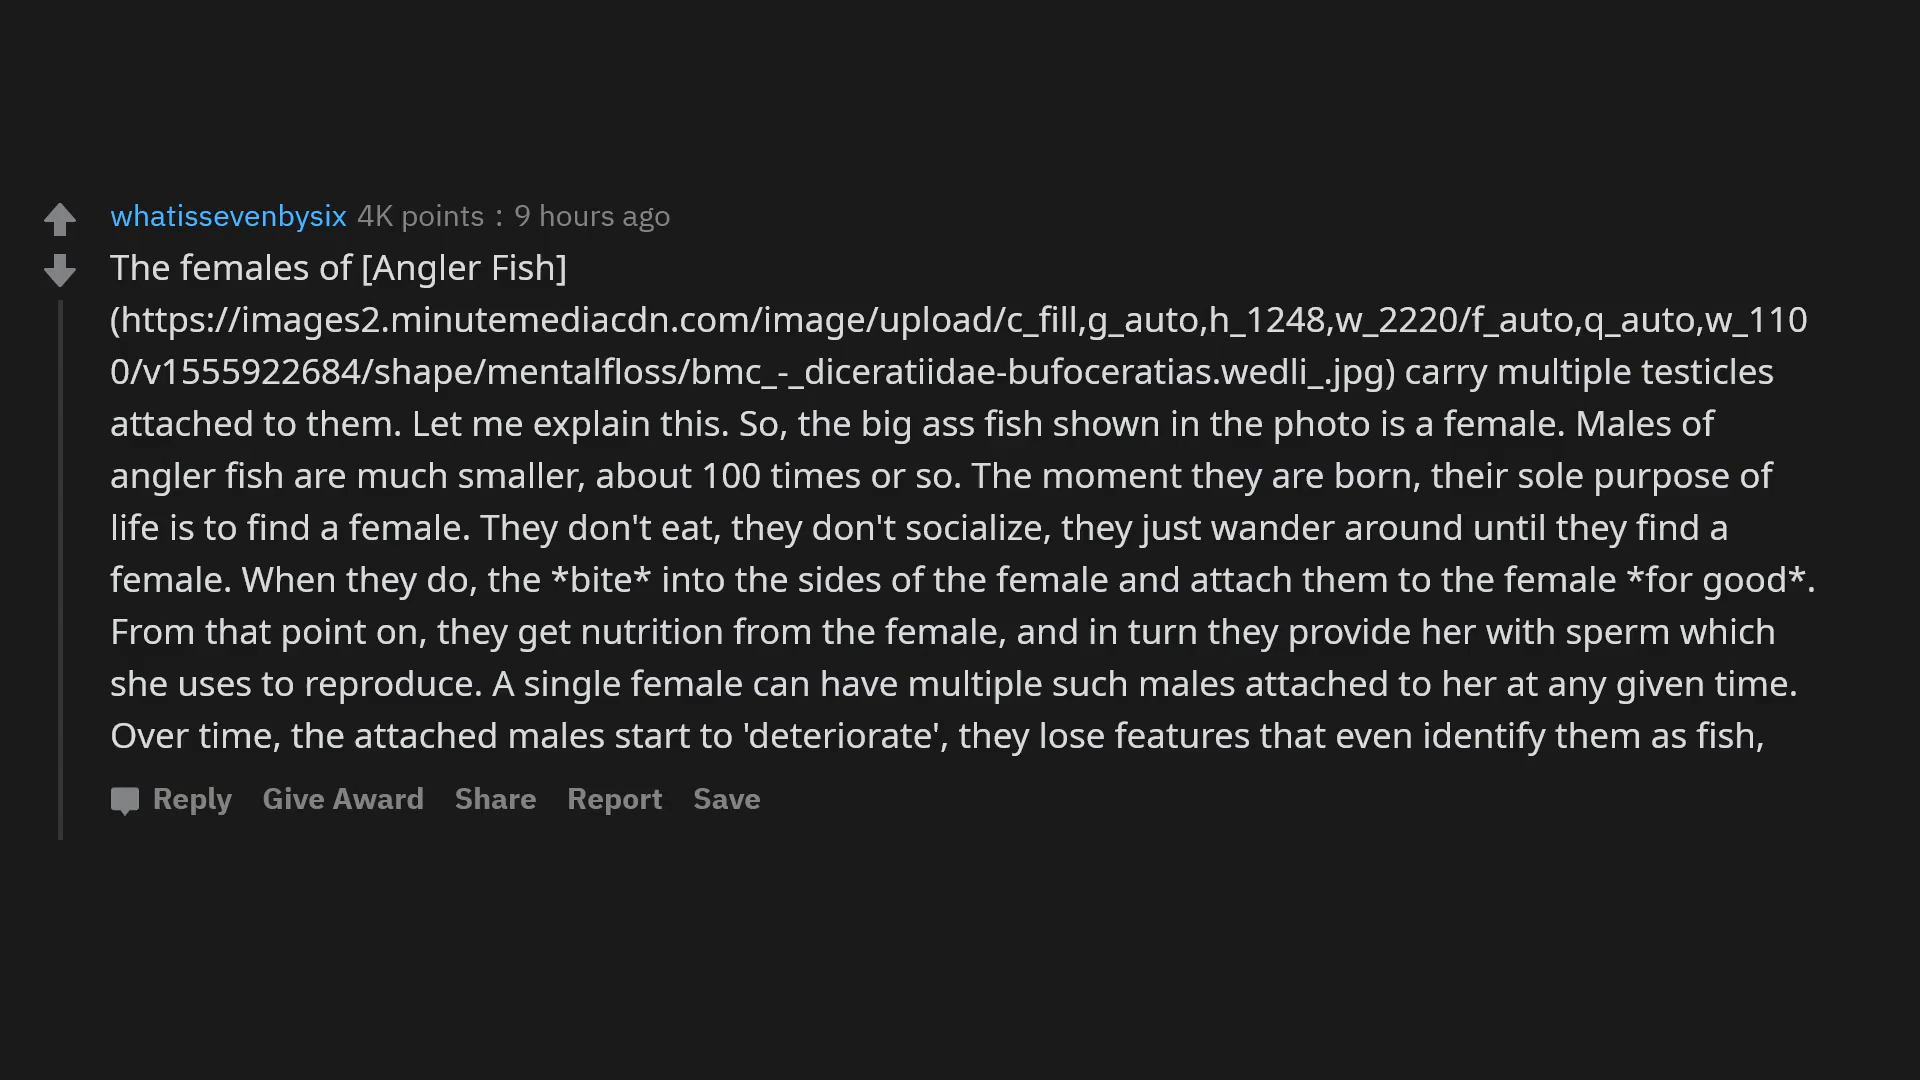 whatissevenbysix 4K points : 9 hours ago
The females of [Angler Fish]
(https://images2.minutemediacdn.com/image/upload/c_fill,g_auto,h_1248,w_2220/f_auto,q_auto,w_110
0/v1555922684/shape/mentalfloss/bmc_-_diceratiidae-bufoceratias.wedli_.jpg) carry multiple testicles
attached to them. Let me explain this. So, the big ass fish shown in the photo is a female. Males of
angler fish are much smaller, about 100 times or so. The moment they are born, their sole purpose of
life is to find a female. They don't eat, they don't socialize, they just wander around until they find a
female. When they do, the *bite* into the sides of the female and attach them to the female *for good*.
From that point on, they get nutrition from the female, and in turn they provide her with sperm which
she uses to reproduce. A single female can have multiple such males attached to her at any given time.
Over time, the attached males start to 'deteriorate', they lose features that even identify them as fish,
Reply Give Award Share Report Save